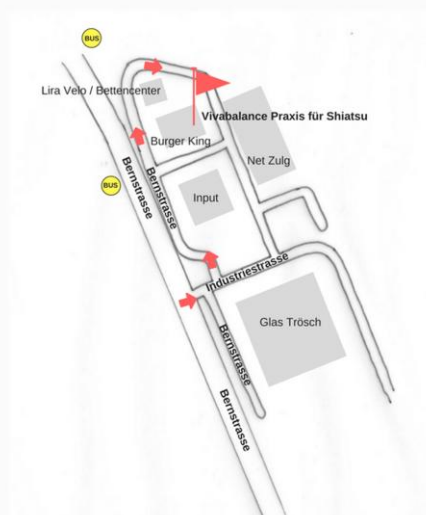 BUS
Lira Velo / Bettencenter
Vivabalance Praxis für Shiatsu
Burger King
Net Zulg
BUS
Bernstrasse
Bernstrasse
Input
Industriestrasse
Glas Trösch
Bernstrasse
Bernstrasse